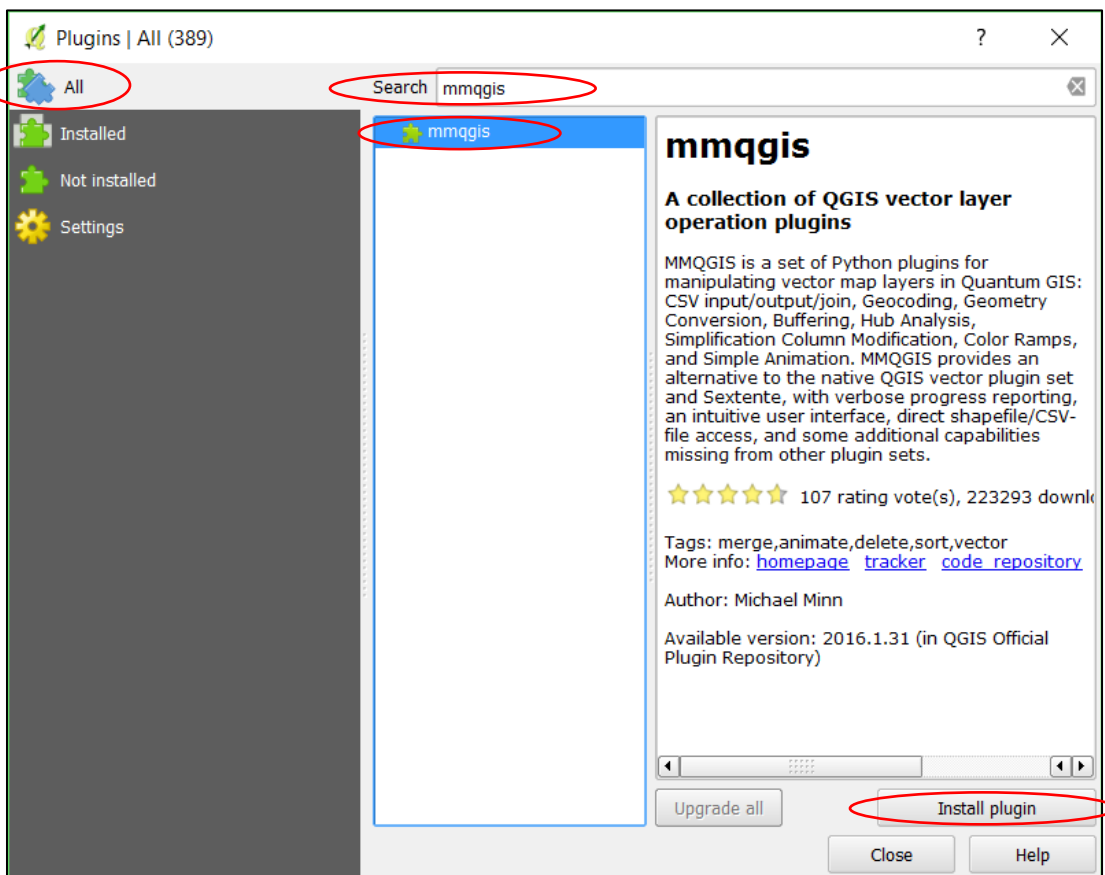 Plugins | All (389)
?
All
Search mmqgis
Installed
Not installed
Settings
mmqgis
mmqgis
A collection of QGIS vector layer
operation plugins
MMQGIS is a set of Python plugins for
manipulating vector map layers in Quantum GIS:
CSV input/output/join, Geocoding, Geometry
Conversion, Buffering, Hub Analysis,
Simplification Column Modification, Color Ramps,
and Simple Animation. MMQGIS provides an
alternative to the native QGIS vector plugin set
and Sextente, with verbose progress reporting,
an intuitive user interface, direct shapefile/CSV-
file access, and some additional capabilities
missing from other plugin sets.
107 rating vote(s), 223293 downlo
Tags: merge,animate,delete,sort,vector
More info: homepage tracker code repository
Author: Michael Minn
Available version: 2016.1.31 (in QGIS Official
Plugin Repository)
Upgrade all
Install plugin
Close
Help